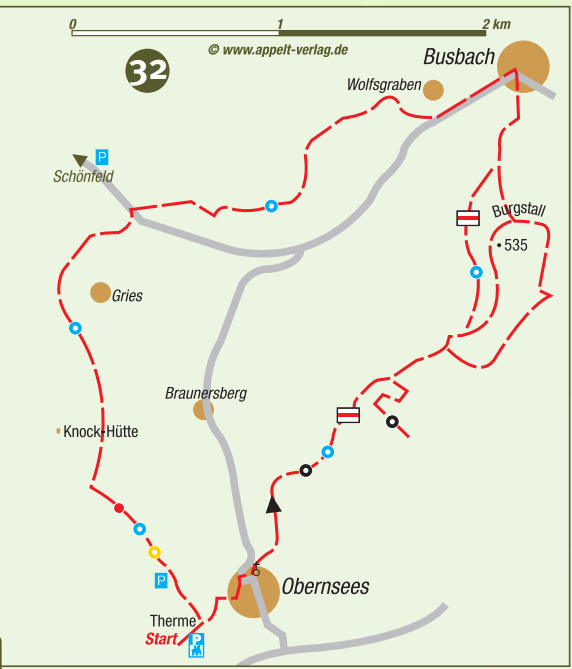 0 1 2 km
© www.appelt-verlag.de
32
Busbach
Wolfsgraben
P
Schönfeld
Burgstall
535
Gries
Braunersberg
Knock-Hütte
P
Obernsees
Therme
Start
P